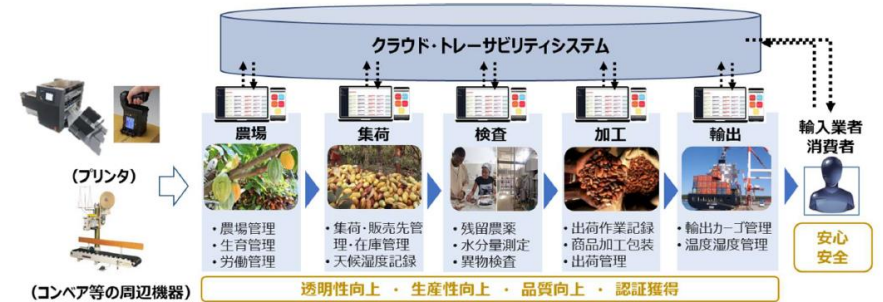 クラウド・トレーサビリティシステム
(プリンタ)
(コンベア等の周辺機器)
農場
・農場管理
・生育管理
・労働管理
集荷
・集荷・販売先管
理・在庫管理
・天候湿度記録
検査
・残留農薬
・水分量測定
・異物検査
加工
・出荷作業記録
・商品加工包装
・出荷管理
輸出
・輸出カーゴ管理
・温度湿度管理
輸入業者
消費者
安心
安全
透明性向上 ・ 生産性向上 ・ 品質向上 ・ 認証獲得